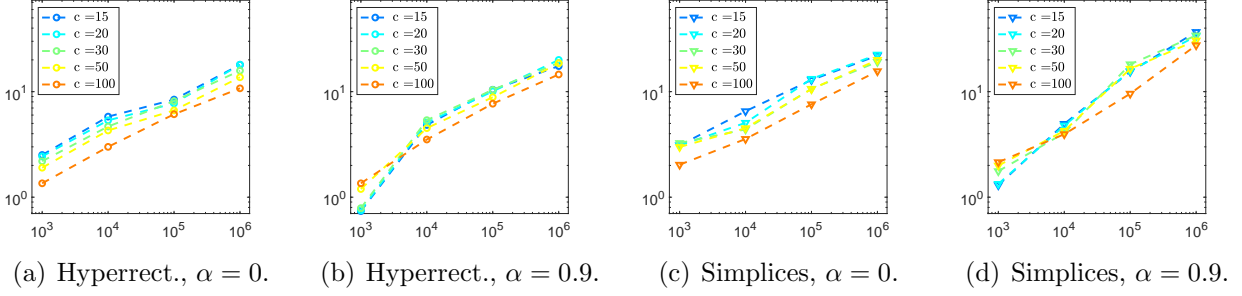 c =15
c =20
c =30
c =50
c =100
10^1
10^0
10^3 10^4 10^5 10^6
(a) Hyperrect., α = 0.
c =15
c =20
c =30
c =50
c =100
10^1
10^0
10^3 10^4 10^5 10^6
(b) Hyperrect., α = 0.9.
c =15
c =20
c =30
c =50
c =100
10^1
10^0
10^3 10^4 10^5 10^6
(c) Simplices, α = 0.
c =15
c =20
c =30
c =50
c =100
10^1
10^0
10^3 10^4 10^5 10^6
(d) Simplices, α = 0.9.